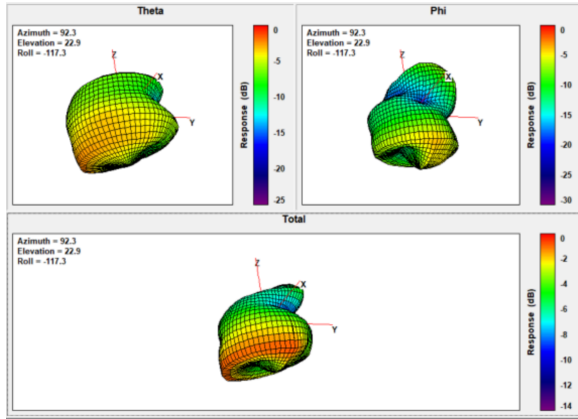 Theta
Azimuth = 92.3
Elevation = 22.9
Roll = -117.3
Z
X
Y
0
-5
-10
-15
-20
-25
Response (dB)
Phi
Azimuth = 92.3
Elevation = 22.9
Roll = -117.3
Z
X
Y
0
-5
-10
-15
-20
-25
-30
Response (dB)
Total
Azimuth = 92.3
Elevation = 22.9
Roll = -117.3
Z
X
Y
0
-2
-4
-6
-8
-10
-12
-14
Response (dB)